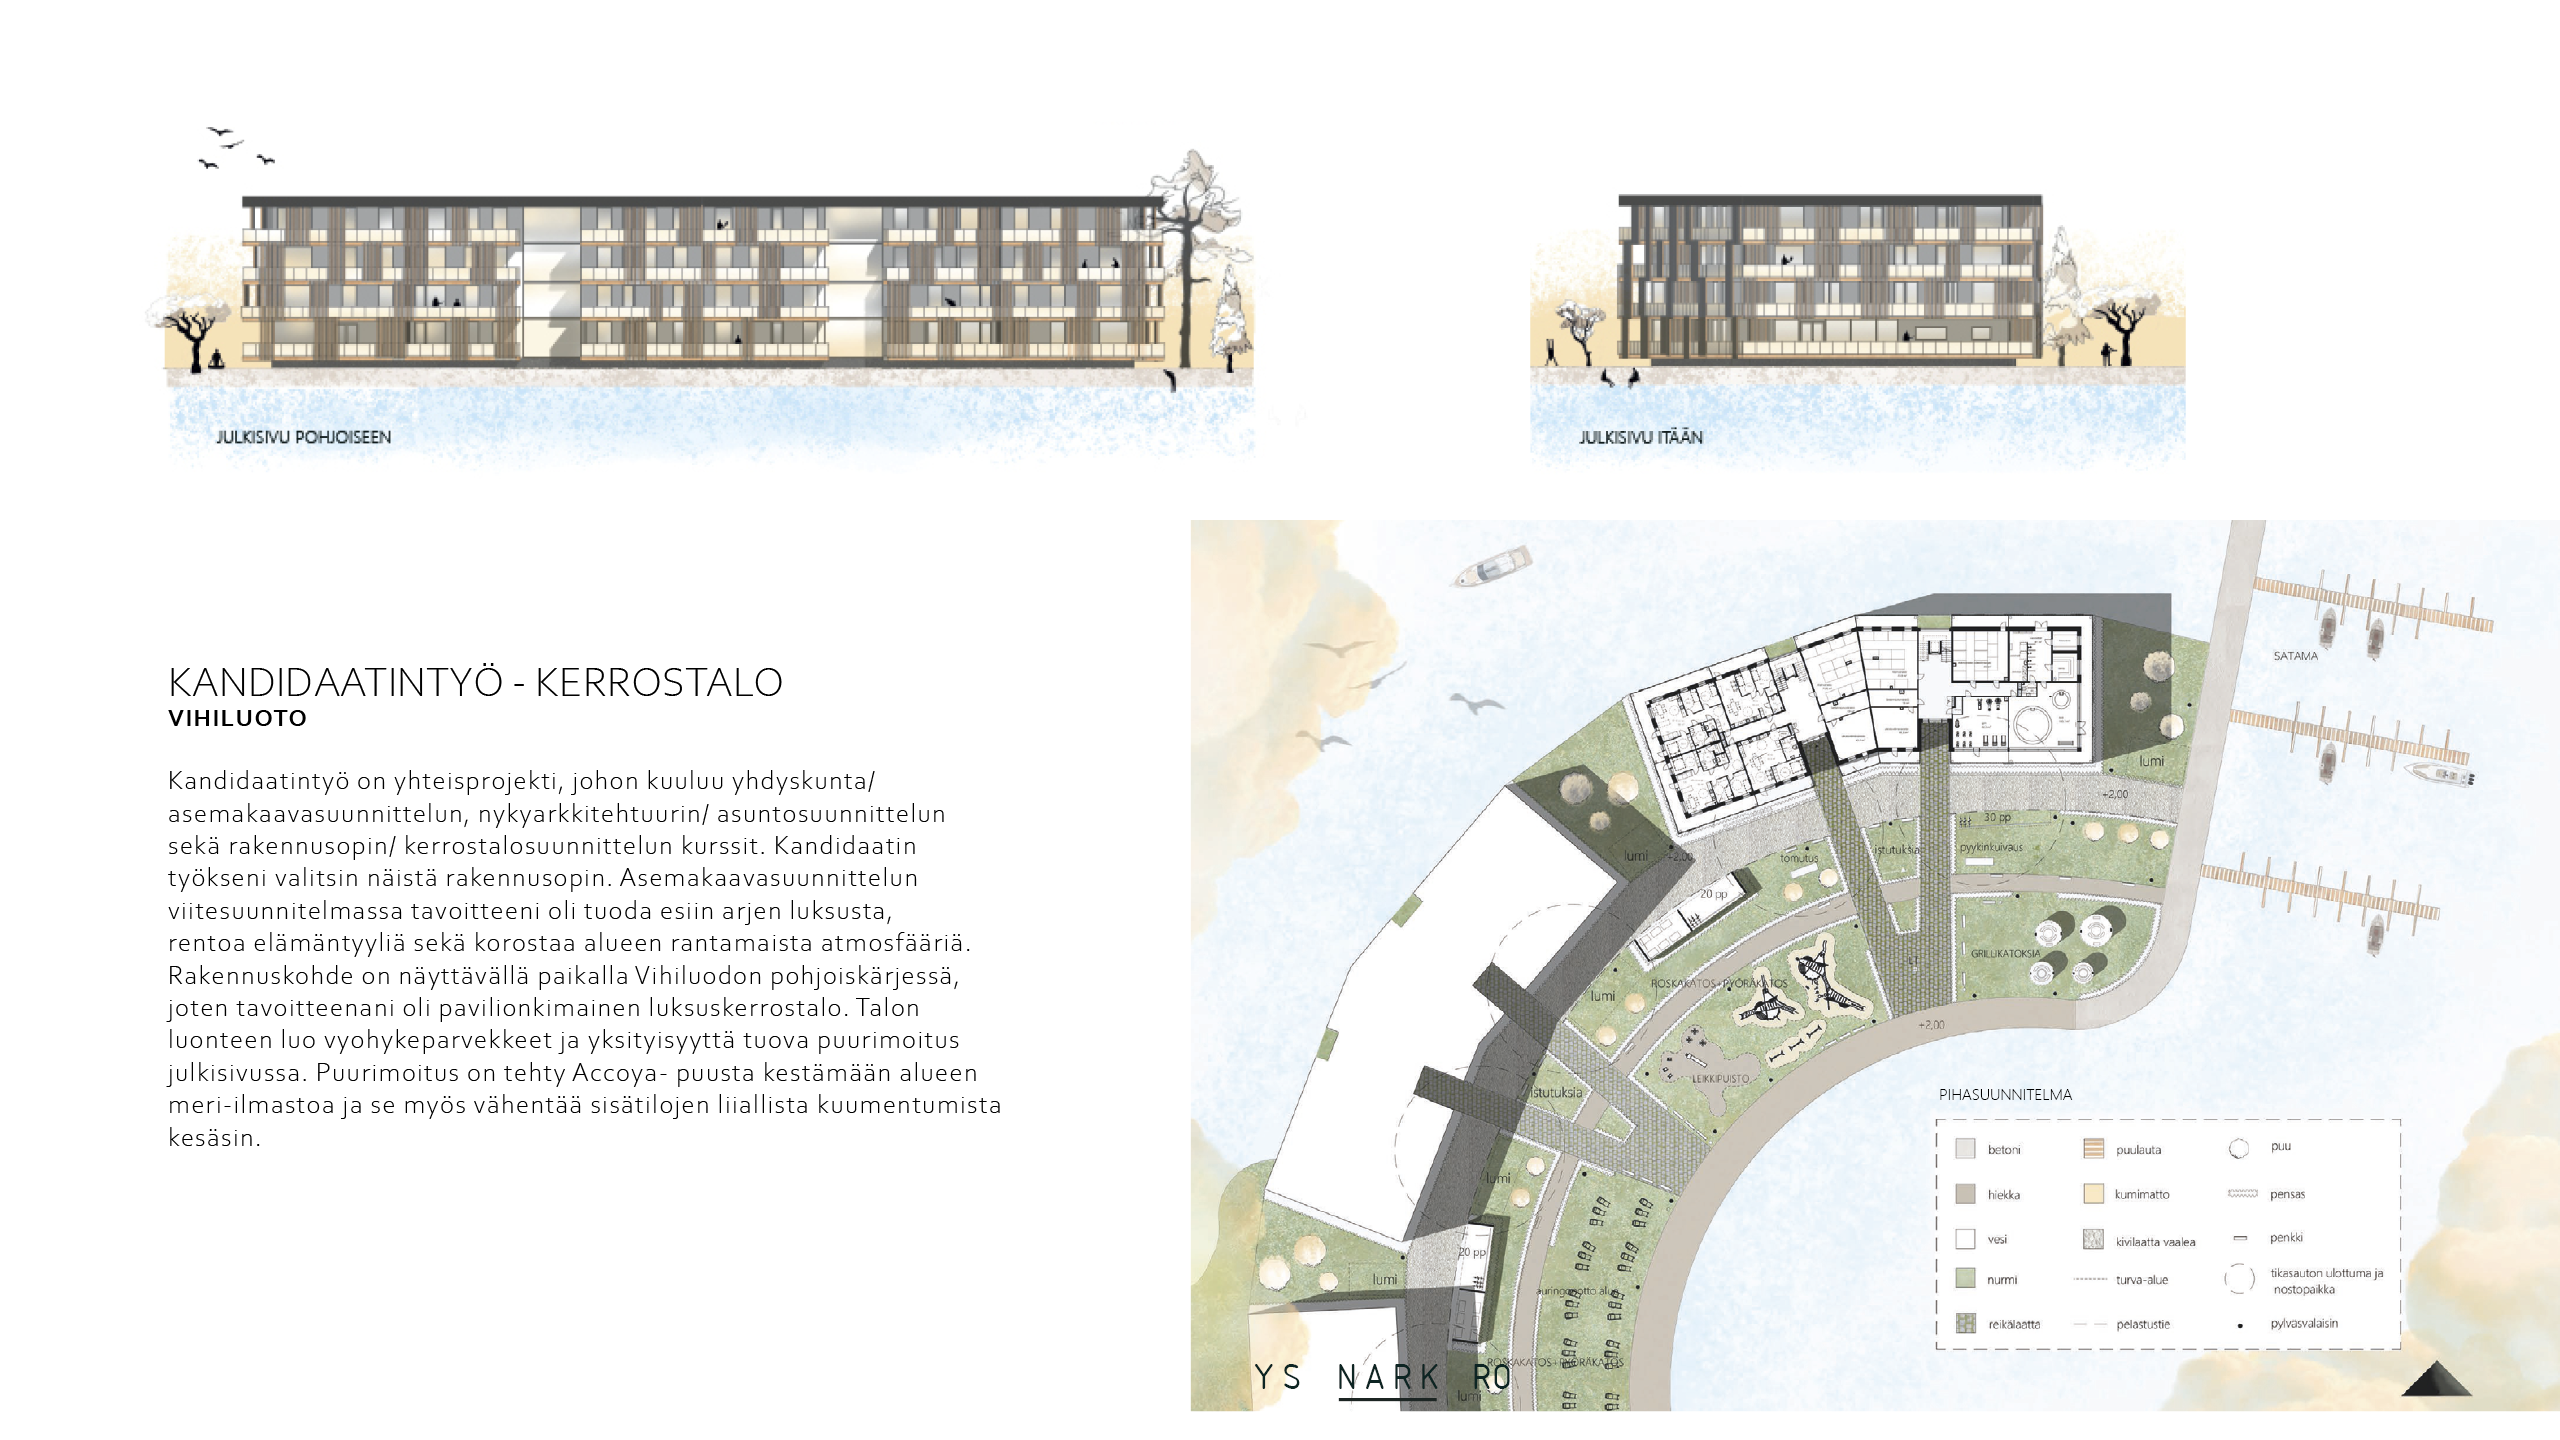 JULKISIVU POHJOISEEN
JULKISIVU ITÄÄN
KANDIDAATINTYÖ - KERROSTALO
VIHILUOTO
Kandidaatintyö on yhteisprojekti, johon kuuluu yhdyskunta/
asemakaavasuunnittelun, nykyarkkitehtuurin/ asuntosuunnittelun
sekä rakennusopin/ kerrostalosuunnittelun kurssit. Kandidaatin
työkseni valitsin näistä rakennusopin. Asemakaavasuunnittelun
viitesuunnitelmassa tavoitteeni oli tuoda esiin arjen luksusta,
rentoa elämäntyyliä sekä korostaa alueen rantamaista atmosfääriä.
Rakennuskohde on näyttävällä paikalla Vihiluodon pohjoiskärjessä,
joten tavoitteenani oli pavilionkimainen luksuskerrostalo. Talon
luonteen luo vyohykeparvekkeet ja yksityisyyttä tuova puurimoitus
julkisivussa. Puurimoitus on tehty Accoya- puusta kestämään alueen
meri-ilmastoa ja se myös vähentää sisätilojen liiallista kuumentumista
kesäsin.
SATAMA
lumi
+2,00
30 pp
istutuksia
pyykinkuivaus
tomutus
lumi
+2,00
20 pp
GRILLIKATOKSIA
LT
ROSKAKATOS+PYÖRÄKATOS
lumi
+2,00
LEIKKIPUISTO
istutuksia
lumi
20 pp
lumi
auringonotto alue
ROSKAKATOS+PYÖRÄKATOS
lumi
YS NARK RO
PIHASUUNNITELMA
betoni
puulauta
puu
hiekka
kumimatto
pensas
vesi
kivilaatta vaalea
penkki
nurmi
turva-alue
tikasauton ulottuma ja
nostopaikka
reikälaatta
pelastustie
pylväsvalaisin